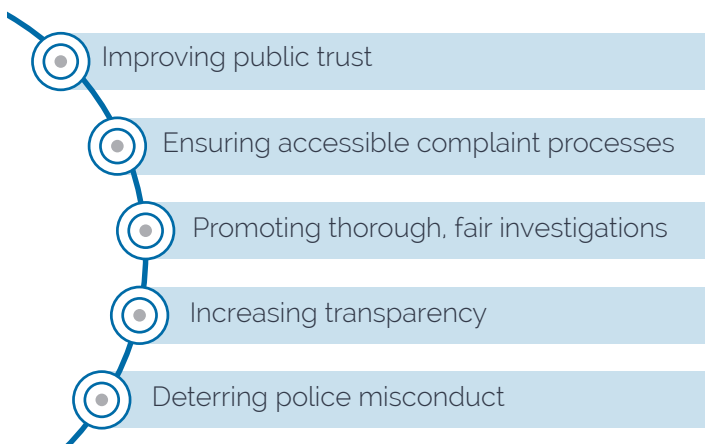 Improving public trust
Ensuring accessible complaint processes
Promoting thorough, fair investigations
Increasing transparency
Deterring police misconduct